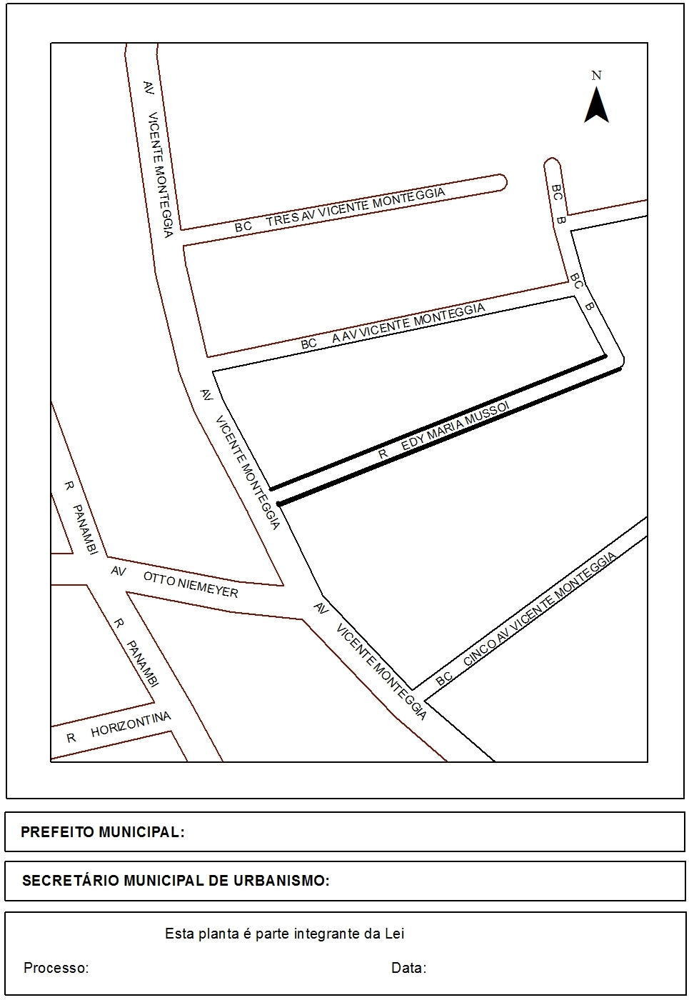 N
AV VICENTE MONTEGGIA
BC TRES AV VICENTE MONTEGGIA
BC B
BC B
BC A AV VICENTE MONTEGGIA
AV VICENTE MONTEGGIA
R EDY MARIA MUSSOI
R PANAMBI
AV OTTO NIEMEYER
AV VICENTE MONTEGGIA
BC CINCO AV VICENTE MONTEGGIA
R PANAMBI
R HORIZONTINA
PREFEITO MUNICIPAL:
SECRETÁRIO MUNICIPAL DE URBANISMO:
Esta planta é parte integrante da Lei
Processo: Data: